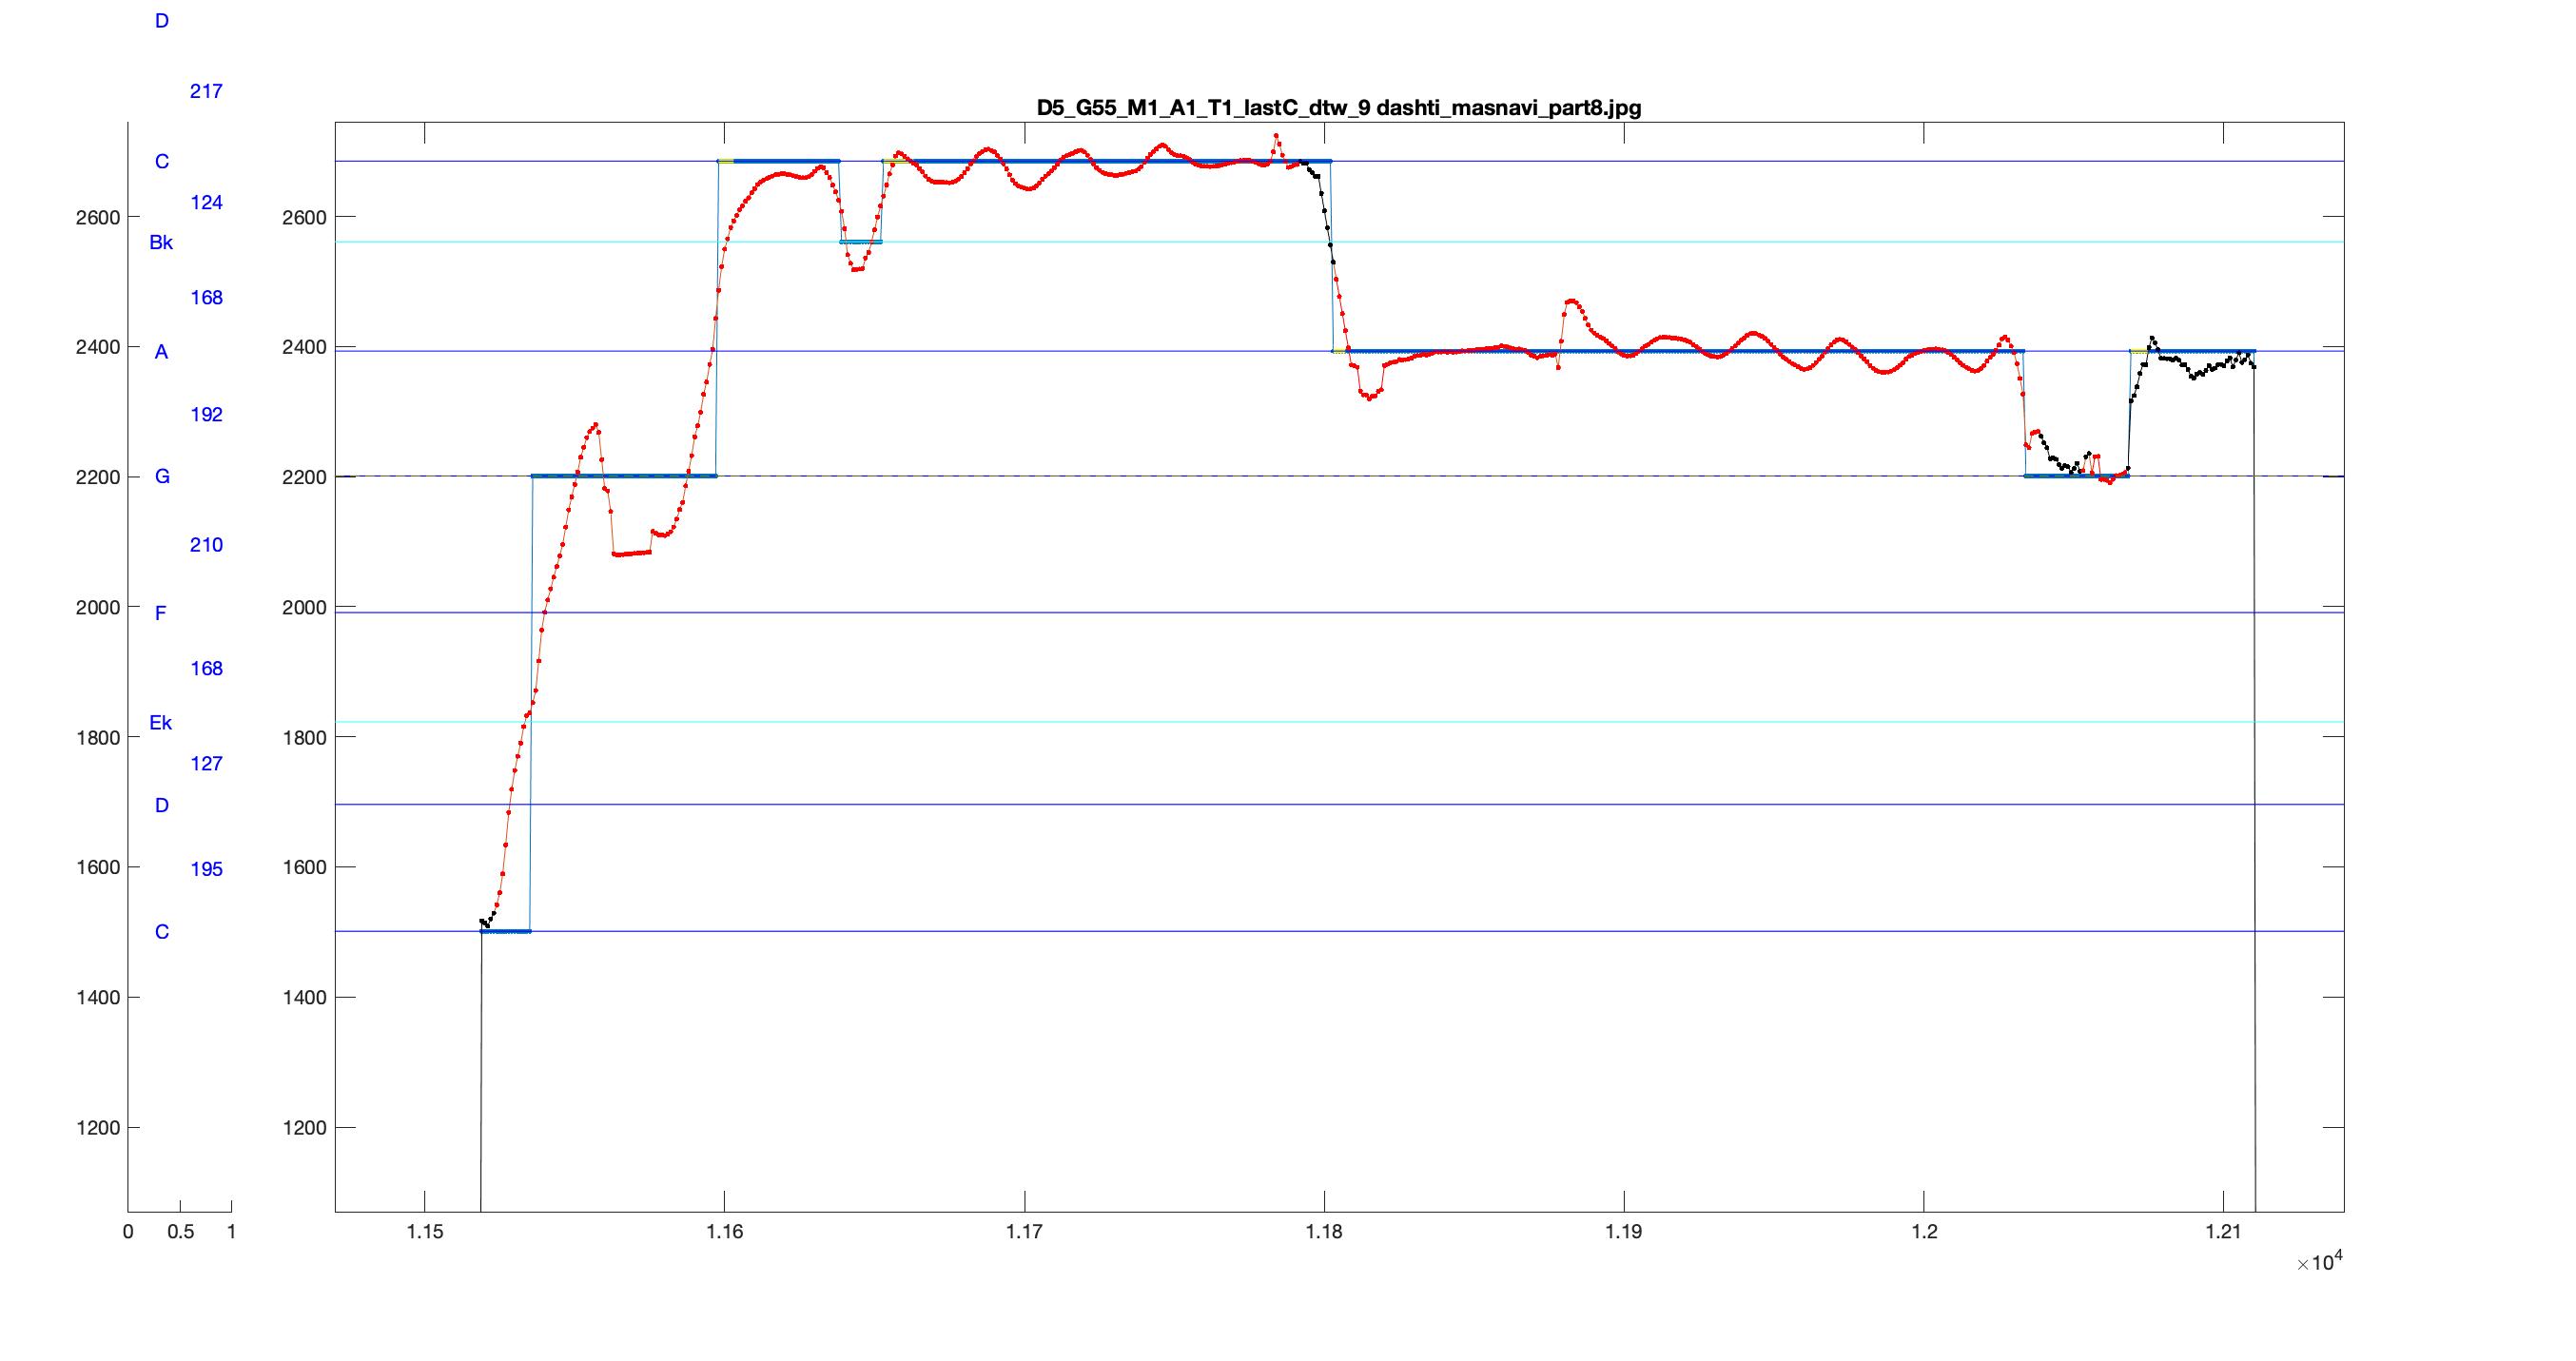 D
217
D5_G55_M1_A1_T1_lastC_dtw_9 dashti_masnavi_part8.jpg
C
124
2600 2600
Bk
168
2400 A 2400
192
2200 G 2200
210
2000 F 2000
168
Ek
1800 1800
127
D
195
1600 1600
C
1400 1400
1200 1200
0 0.5 1 1.15 1.16 1.17 1.18 1.19 1.2 1.21
×10^4